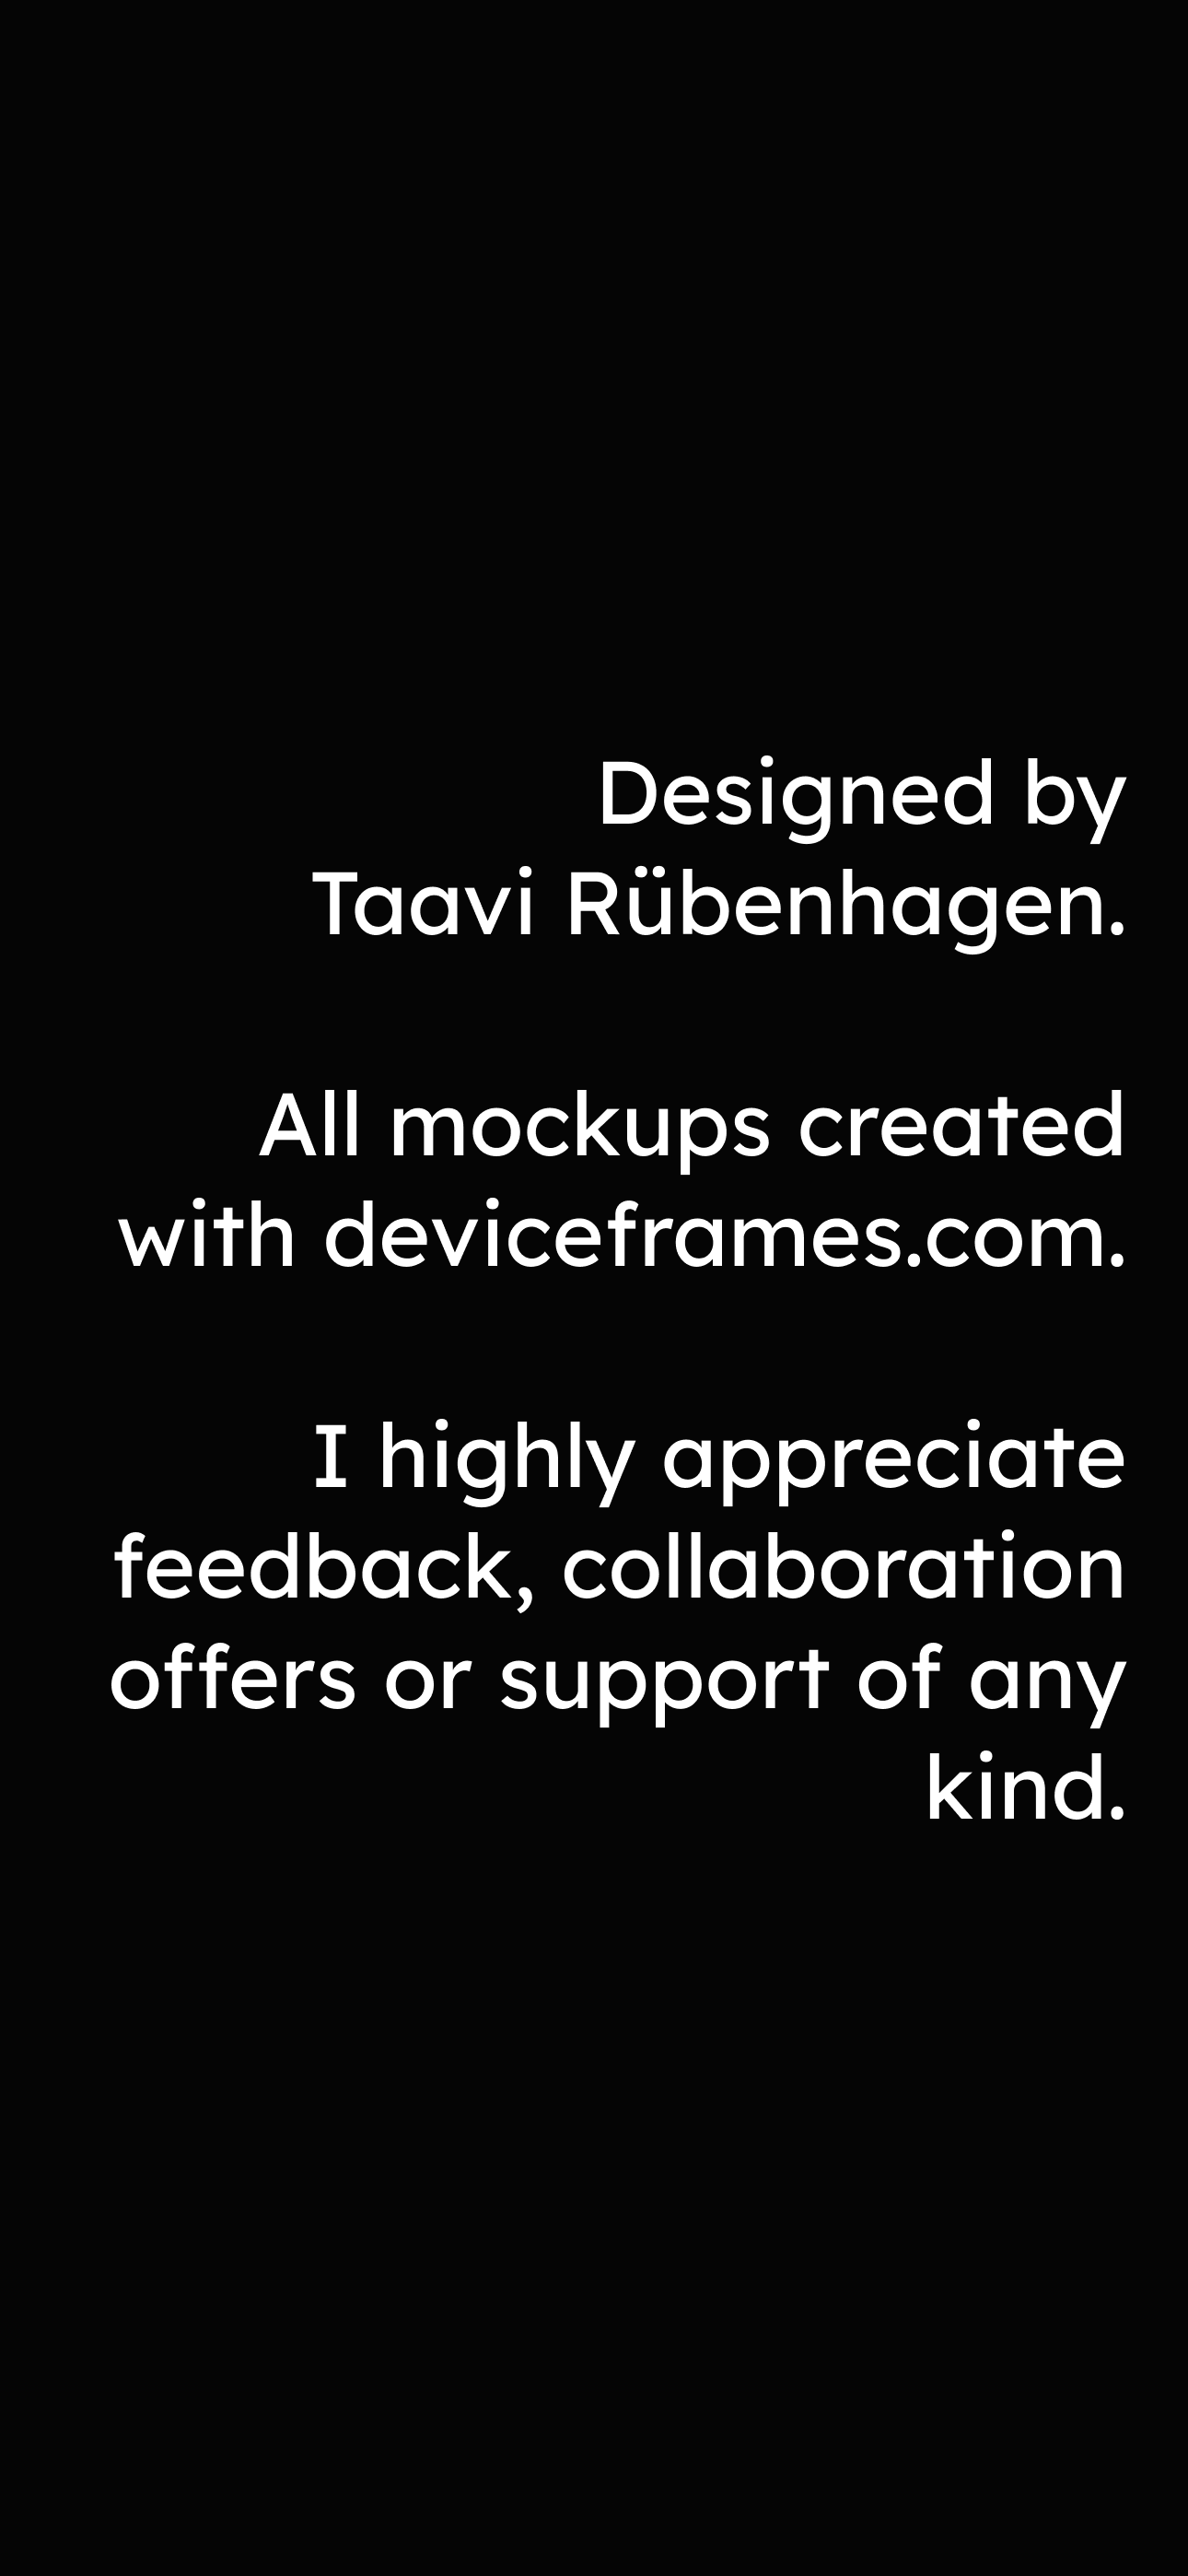 Designed by
Taavi Rübenhagen.
All mockups created
with deviceframes.com.
I highly appreciate
feedback, collaboration
offers or support of any
kind.